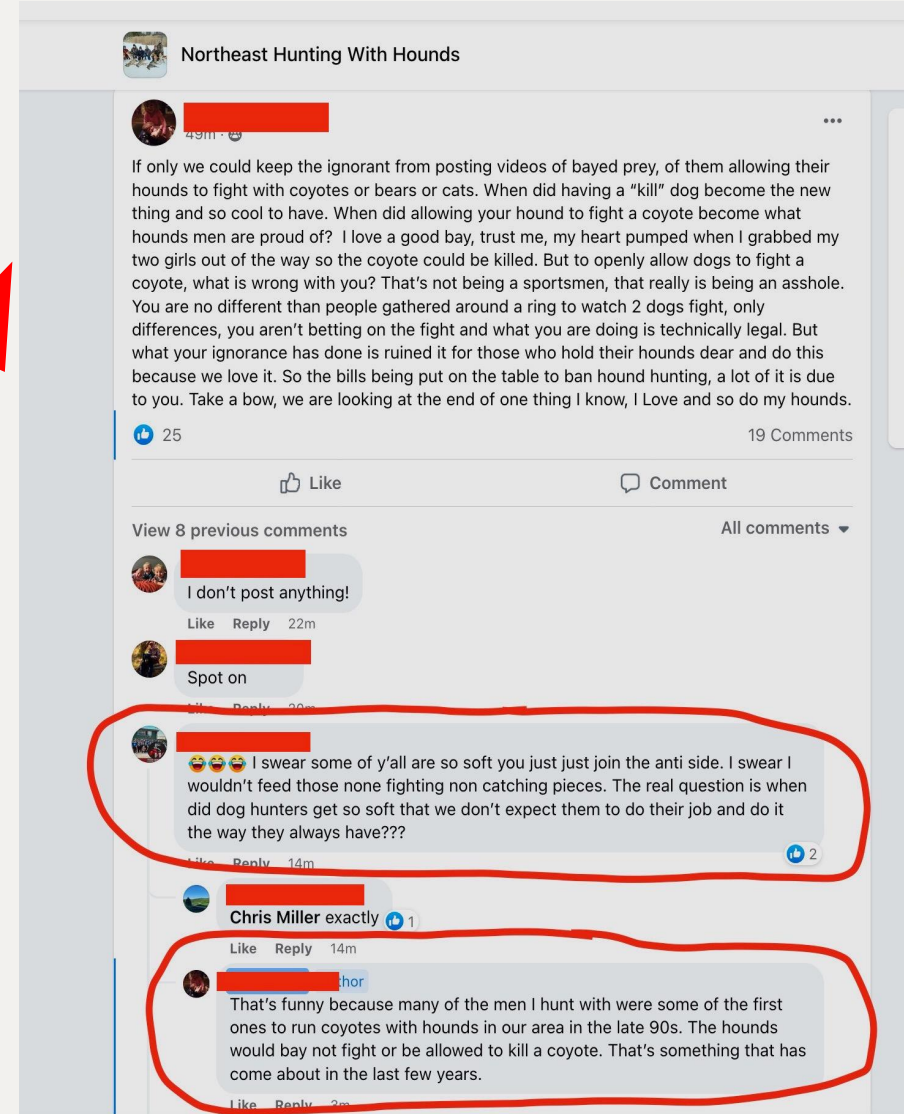 Northeast Hunting With Hounds
49m
If only we could keep the ignorant from posting videos of bayed prey, of them allowing their
hounds to fight with coyotes or bears or cats. When did having a “kill” dog become the new
thing and so cool to have. When did allowing your hound to fight a coyote become what
hounds men are proud of?  I love a good bay, trust me, my heart pumped when I grabbed my
two girls out of the way so the coyote could be killed. But to openly allow dogs to fight a
coyote, what is wrong with you? That’s not being a sportsmen, that really is being an asshole.
You are no different than people gathered around a ring to watch 2 dogs fight, only
differences, you aren’t betting on the fight and what you are doing is technically legal. But
what your ignorance has done is ruined it for those who hold their hounds dear and do this
because we love it. So the bills being put on the table to ban hound hunting, a lot of it is due
to you. Take a bow, we are looking at the end of one thing I know, I Love and so do my hounds.
25 19 Comments
Like Comment
View 8 previous comments All comments
I don’t post anything!
Like Reply 22m
Spot on
Like Reply 20m
😂😂😂 I swear some of y’all are so soft you just just join the anti side. I swear I
wouldn’t feed those none fighting non catching pieces. The real question is when
did dog hunters get so soft that we don’t expect them to do their job and do it
the way they always have???
2
Like Reply 14m
Chris Miller exactly 1
Like Reply 14m
thor
That’s funny because many of the men I hunt with were some of the first
ones to run coyotes with hounds in our area in the late 90s. The hounds
would bay not fight or be allowed to kill a coyote. That’s something that has
come about in the last few years.
Like Reply 3m